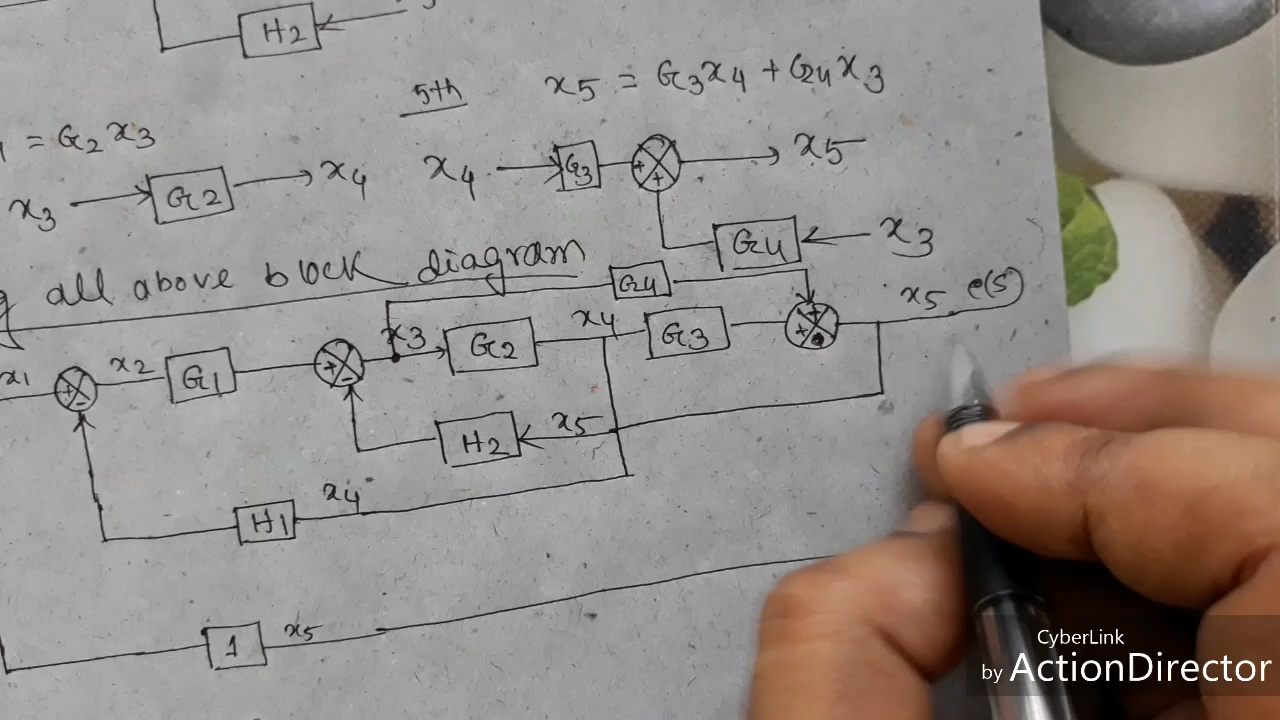 H2
5th x5 = G3x4 + G4x3
= G2x3
x3 G2 x4 x4 G3 + + x5
G4 x3
all above block diagram
G4 x5 e(s)
x1 + - x2 G1 + - x3 G2 x4 G3 + +
H2 x5
H1 x4
1 x5
CyberLink
by ActionDirector